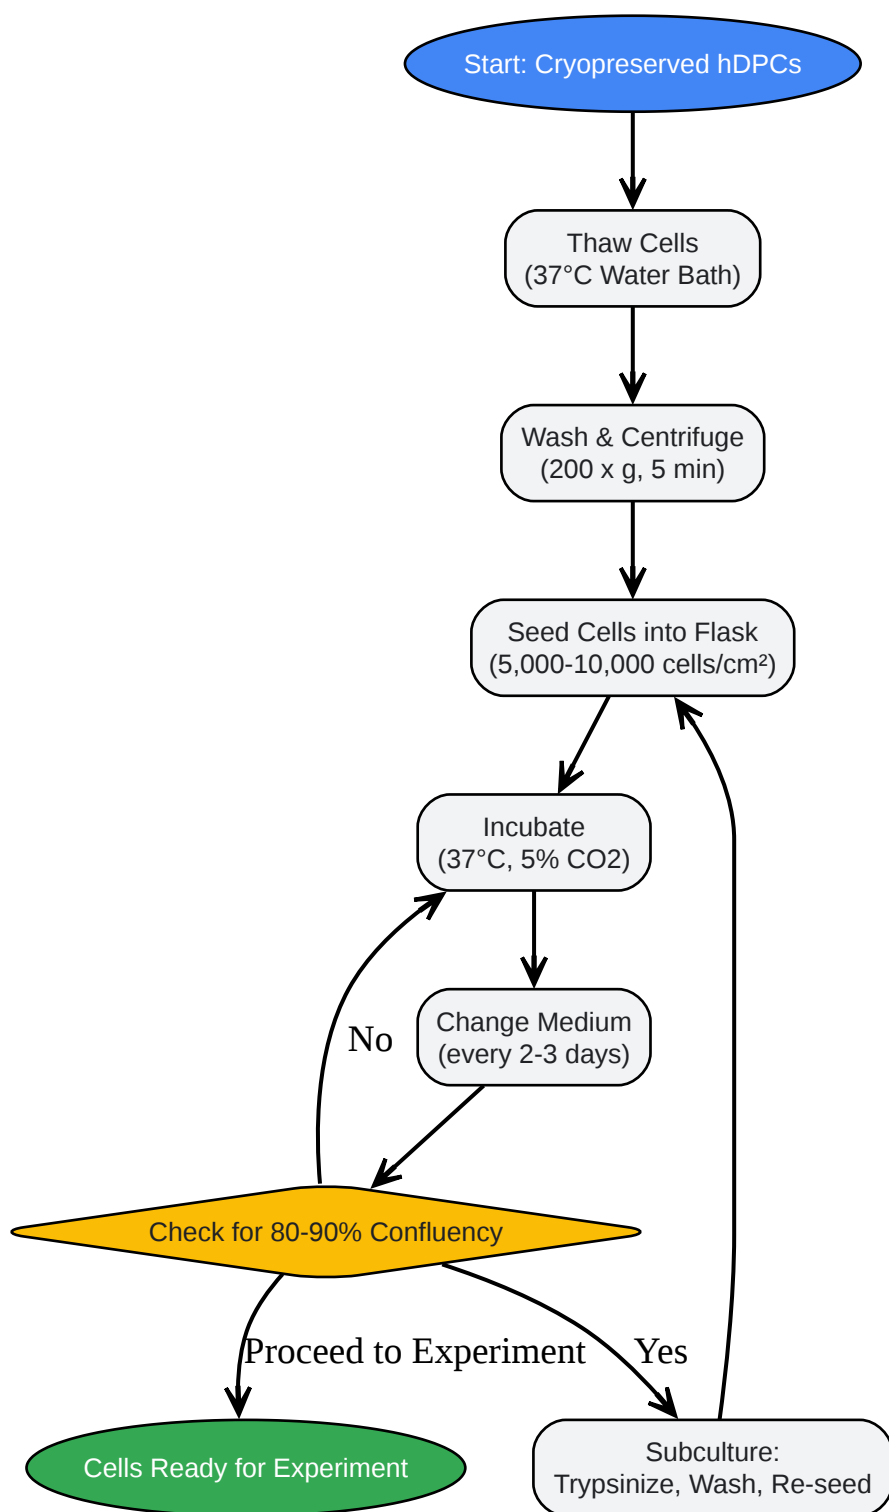 Start: Cryopreserved hDPCs
Thaw Cells
(37°C Water Bath)
Wash & Centrifuge
(200 x g, 5 min)
Seed Cells into Flask
(5,000-10,000 cells/cm²)
Incubate
(37°C, 5% CO2)
No
Change Medium
(every 2-3 days)
Check for 80-90% Confluency
Proceed to Experiment
Yes
Cells Ready for Experiment
Subculture:
Trypsinize, Wash, Re-seed